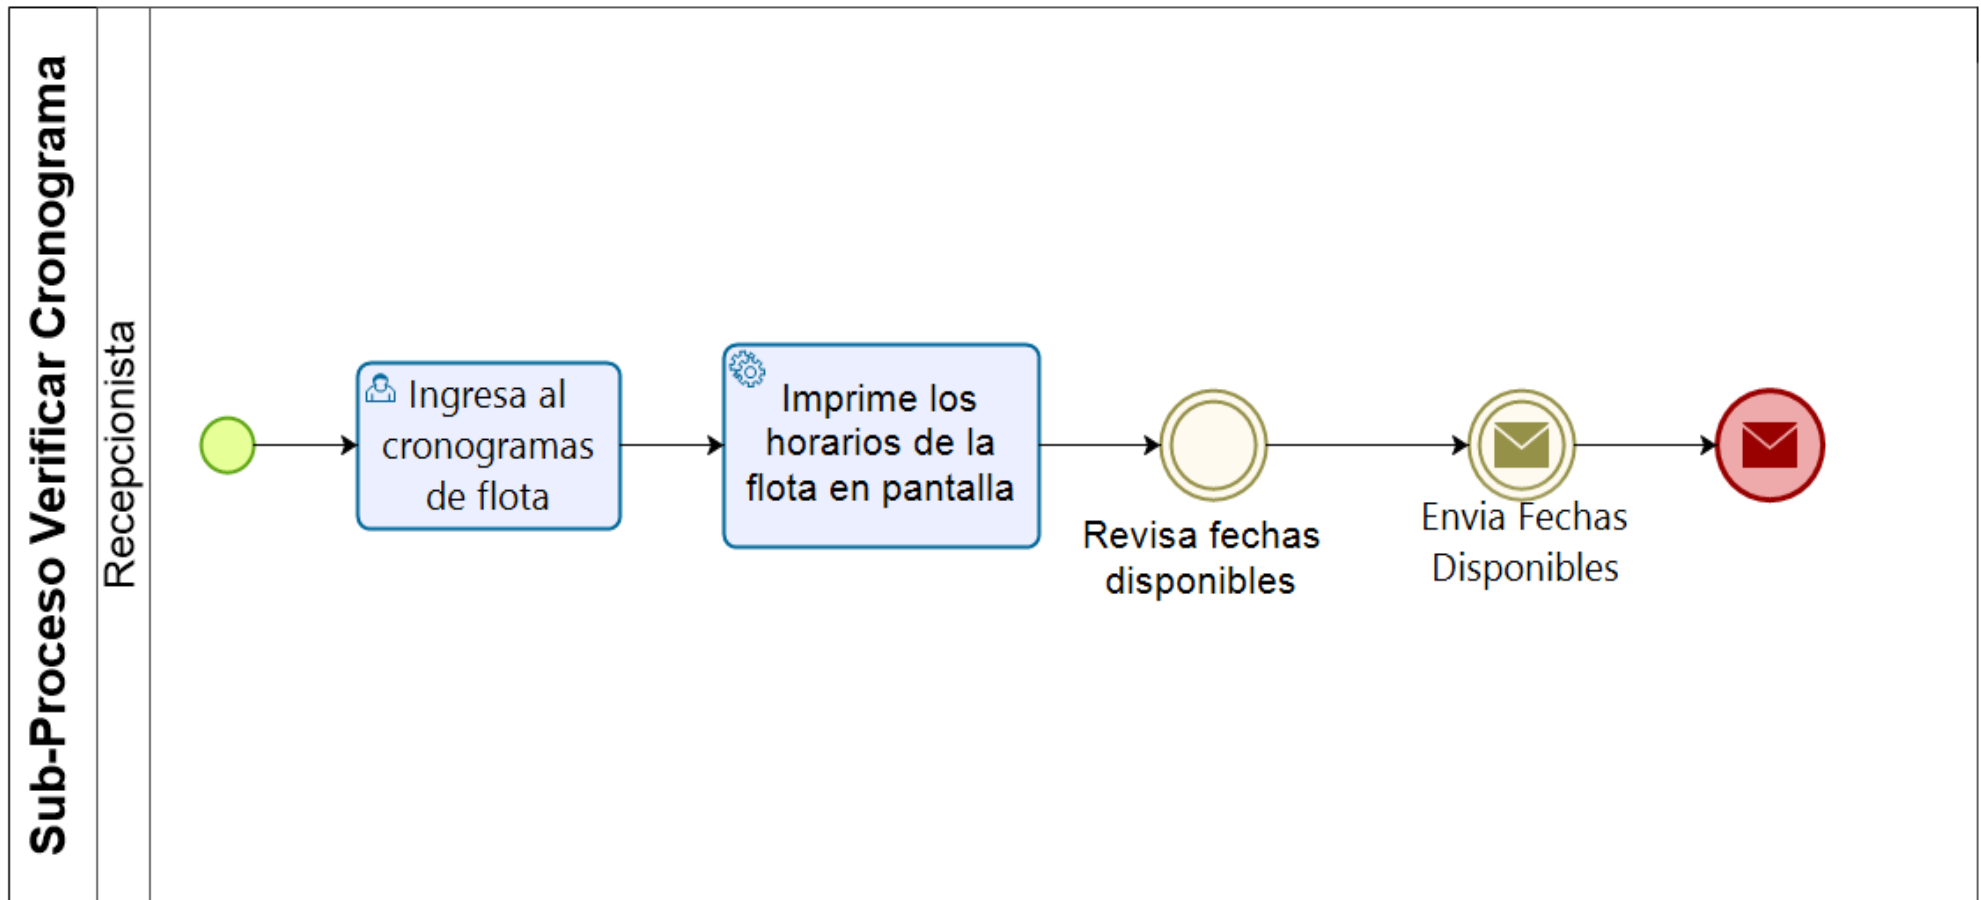 Sub-Proceso Verificar Cronograma
Recepcionista
Ingresa al
cronogramas
de flota
Imprime los
horarios de la
flota en pantalla
Revisa fechas
disponibles
Envia Fechas
Disponibles